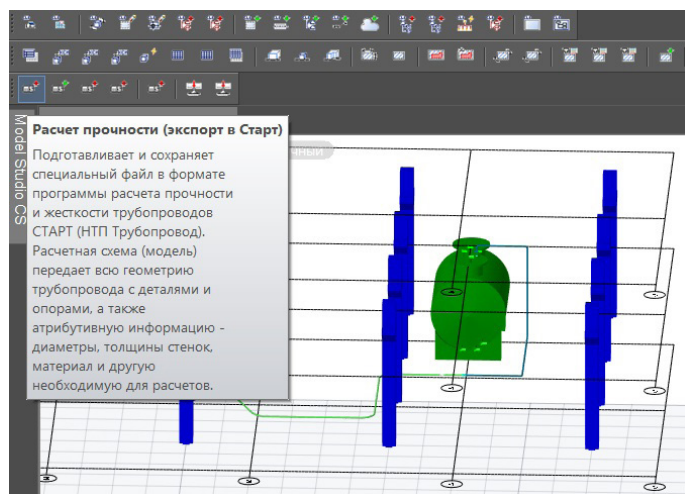 Model Studio CS
Расчет прочности (экспорт в Старт)
Подготавливает и сохраняет
специальный файл в формате
программы расчета прочности
и жесткости трубопроводов
СТАРТ (НТП Трубопровод).
Расчетная схема (модель)
передает всю геометрию
трубопровода с деталями и
опорами, а также
атрибутивную информацию -
диаметры, толщины стенок,
материал и другую
необходимую для расчетов.